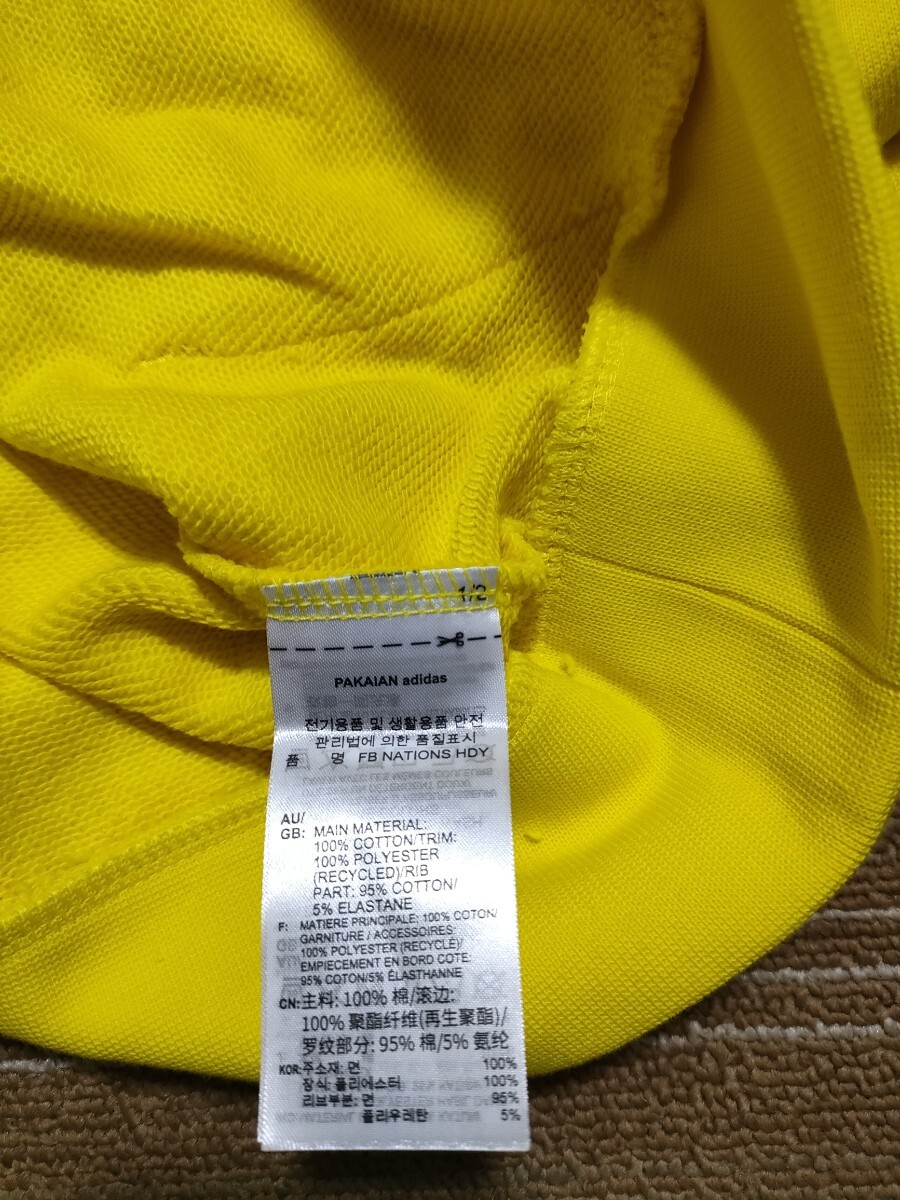 1/2
PAKAIAN adidas
전기용품 및 생활용품 안전
관리법에 의한 품질표시
품 명 FB NATIONS HDY
AU/
GB: MAIN MATERIAL:
100% COTTON/TRIM:
100% POLYESTER
(RECYCLED)/RIB
PART: 95% COTTON/
5% ELASTANE
F: MATIERE PRINCIPALE: 100% COTON/
GARNITURE / ACCESSOIRES:
100% POLYESTER (RECYCLÉ)/
EMPIECEMENT EN BORD COTE:
95% COTON/5% ÉLASTHANNE
CN: 主料: 100% 棉/滚边:
100% 聚酯纤维(再生聚酯)/
罗纹部分: 95% 棉/5% 氨纶
KOR: 주소재: 면 100%
장식: 폴리에스터 100%
리브부분: 면 95%
폴리우레탄 5%